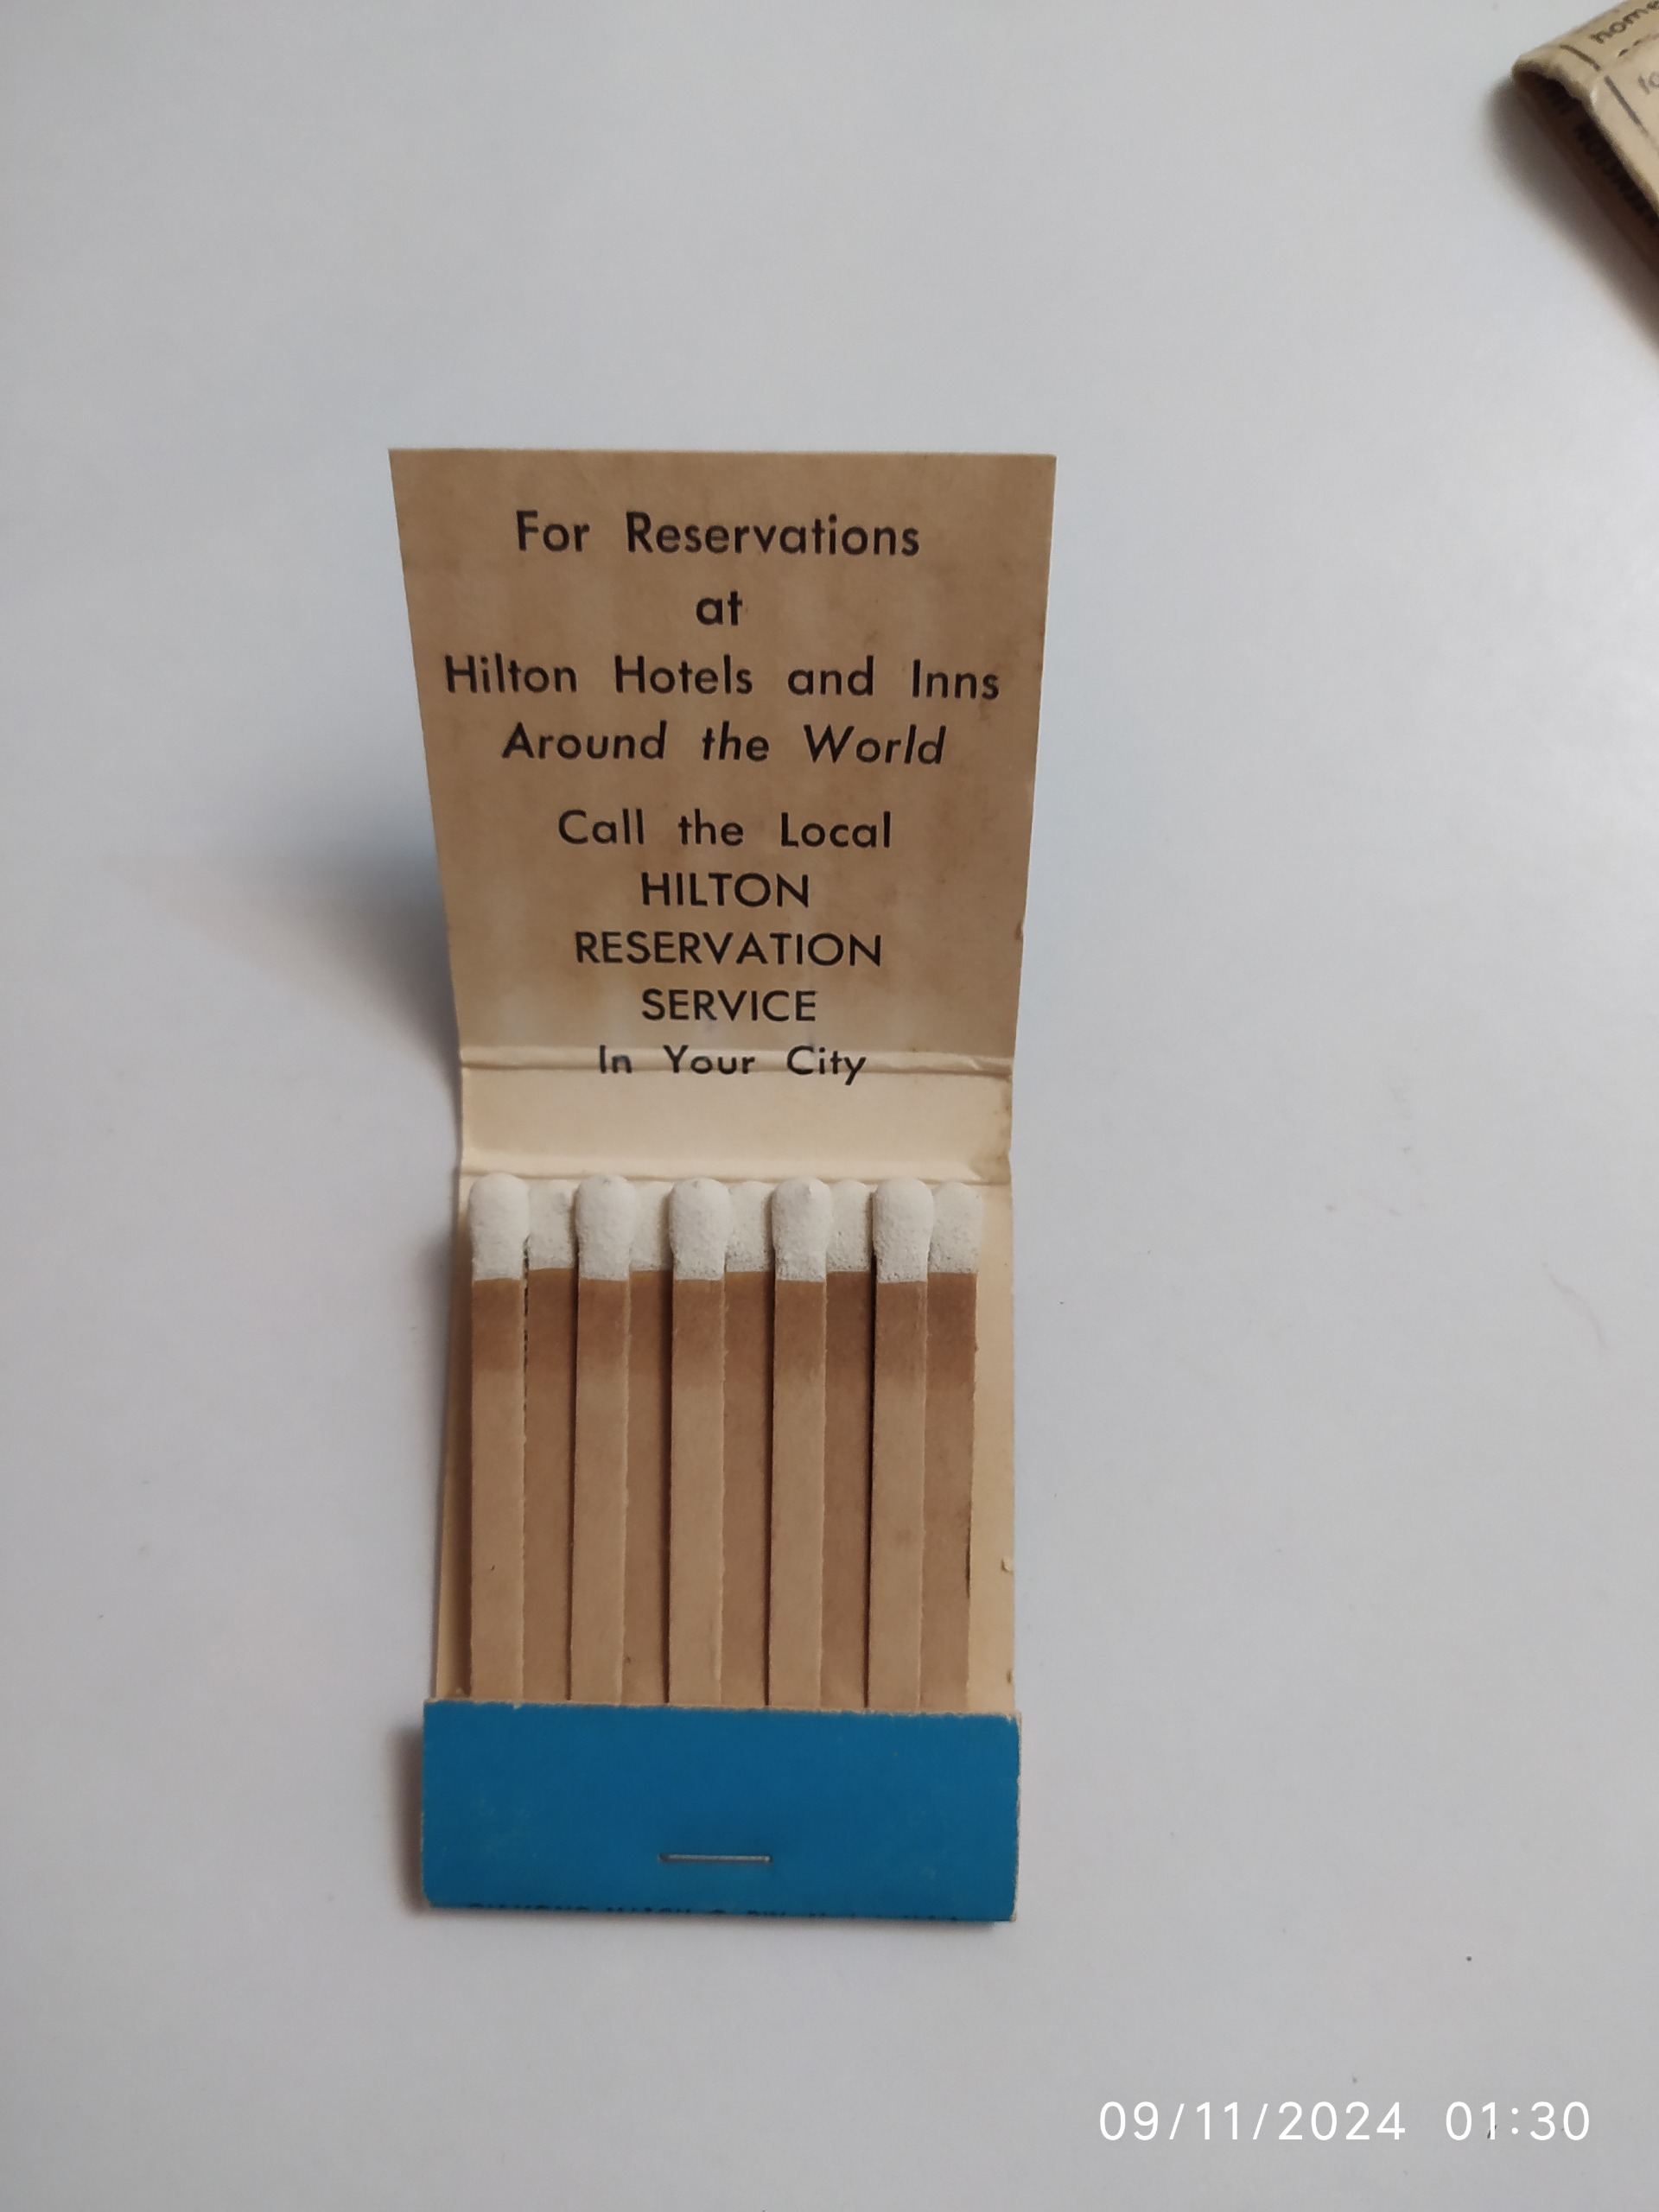 For Reservations
at
Hilton Hotels and Inns
Around the World
Call the Local
HILTON
RESERVATION
SERVICE
In Your City
09/11/2024 01:30